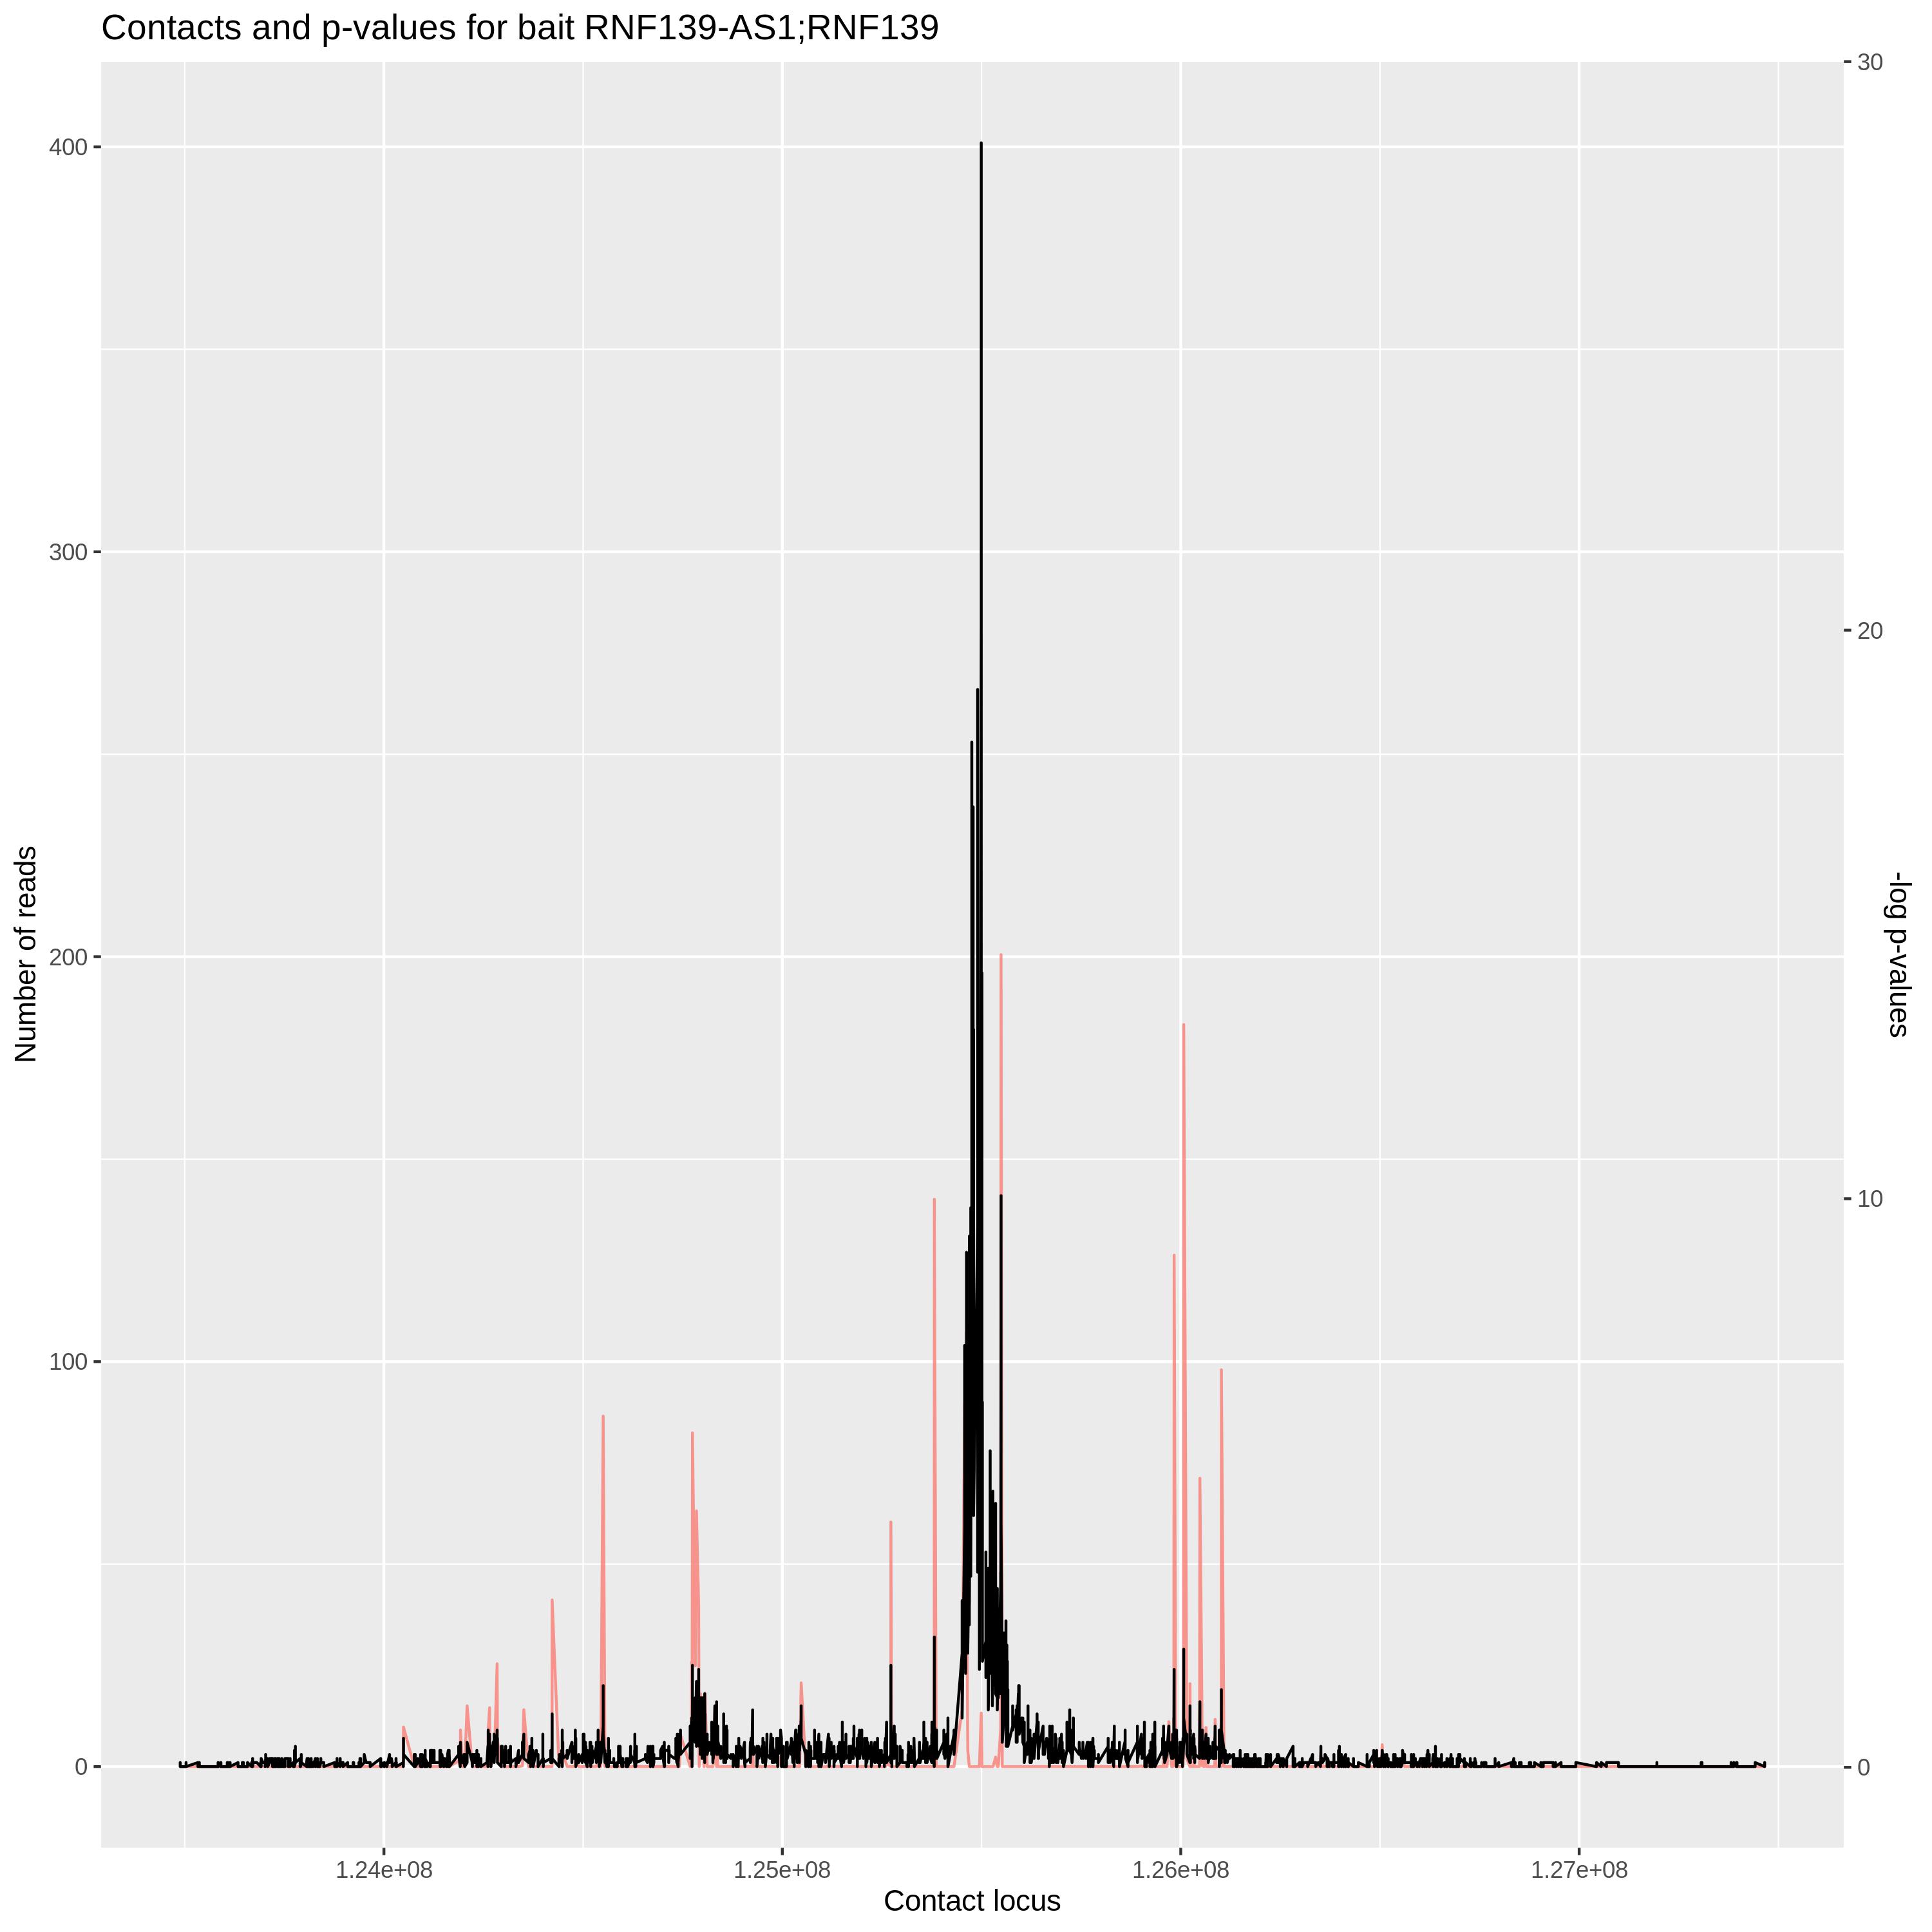 Contacts and p-values for bait RNF139-AS1;RNF139
400
300
200
100
0
Number of reads
30
20
10
0
-log p-values
1.24e+08
1.25e+08
1.26e+08
1.27e+08
Contact locus